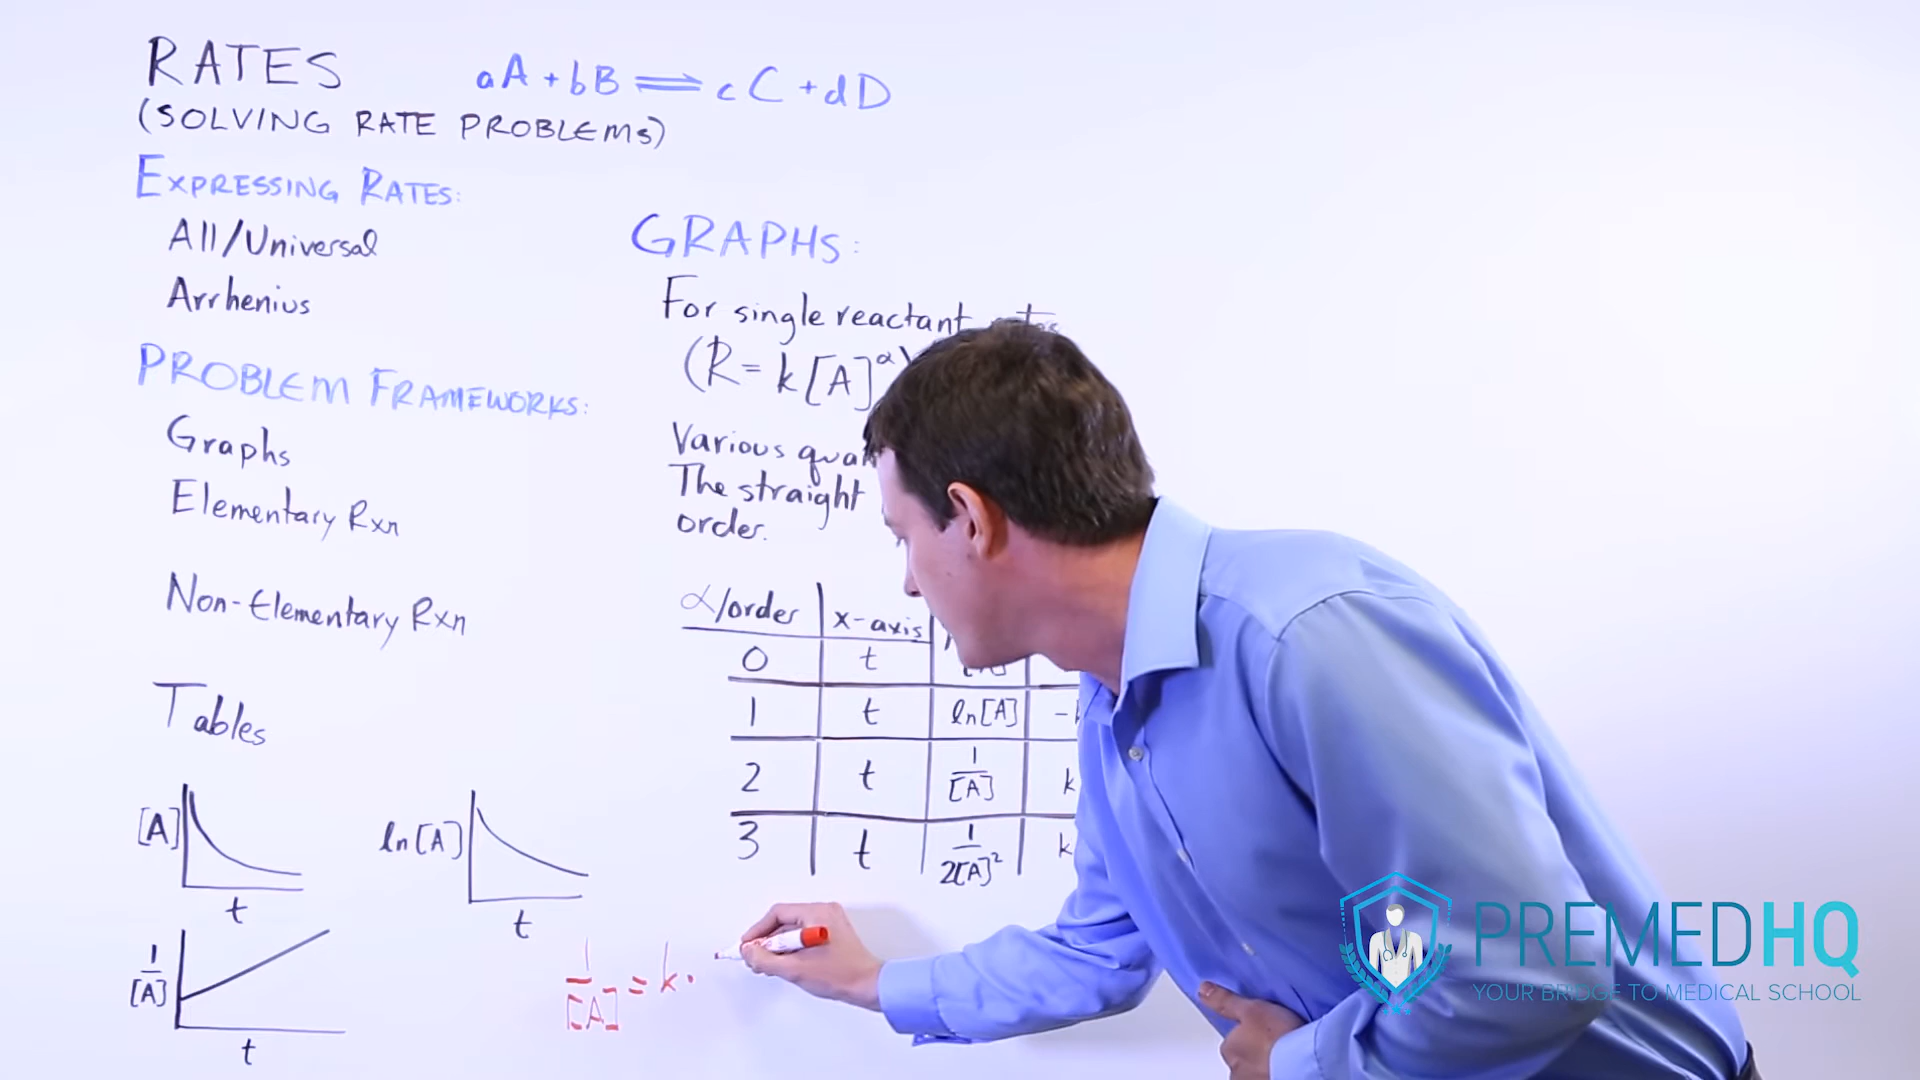 RATES
aA + bB ⇌ cC + dD
(SOLVING RATE PROBLEMS)
EXPRESSING RATES:
All/Universal
Arrhenius
PROBLEM FRAMEWORKS:
Graphs
Elementary Rxn
Non-Elementary Rxn
Tables
[A]
t
ln[A]
t
1/[A]
t
GRAPHS:
For single reactant
(R = k[A]^α)
Various
The straight
order.
α/order x-axis
0 t
1 t ln[A] -
2 t 1/[A] k
3 t 1/2[A]² k
1/[A] = k·
PREMEDHQ
YOUR BRIDGE TO MEDICAL SCHOOL